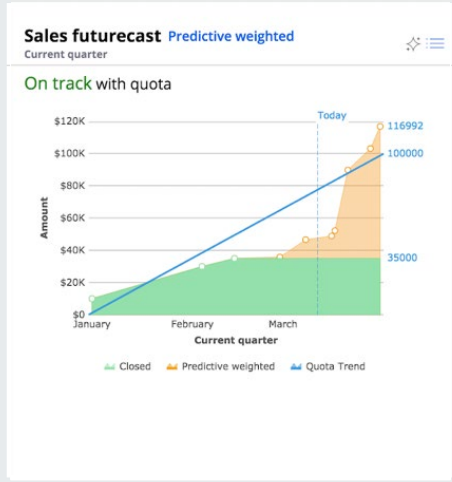 Sales futurecast Predictive weighted
Current quarter
On track with quota
Today
$120K
116992
$100K
100000
$80K
$60K
Amount
$40K
35000
$20K
$0
January February March
Current quarter
Closed Predictive weighted Quota Trend